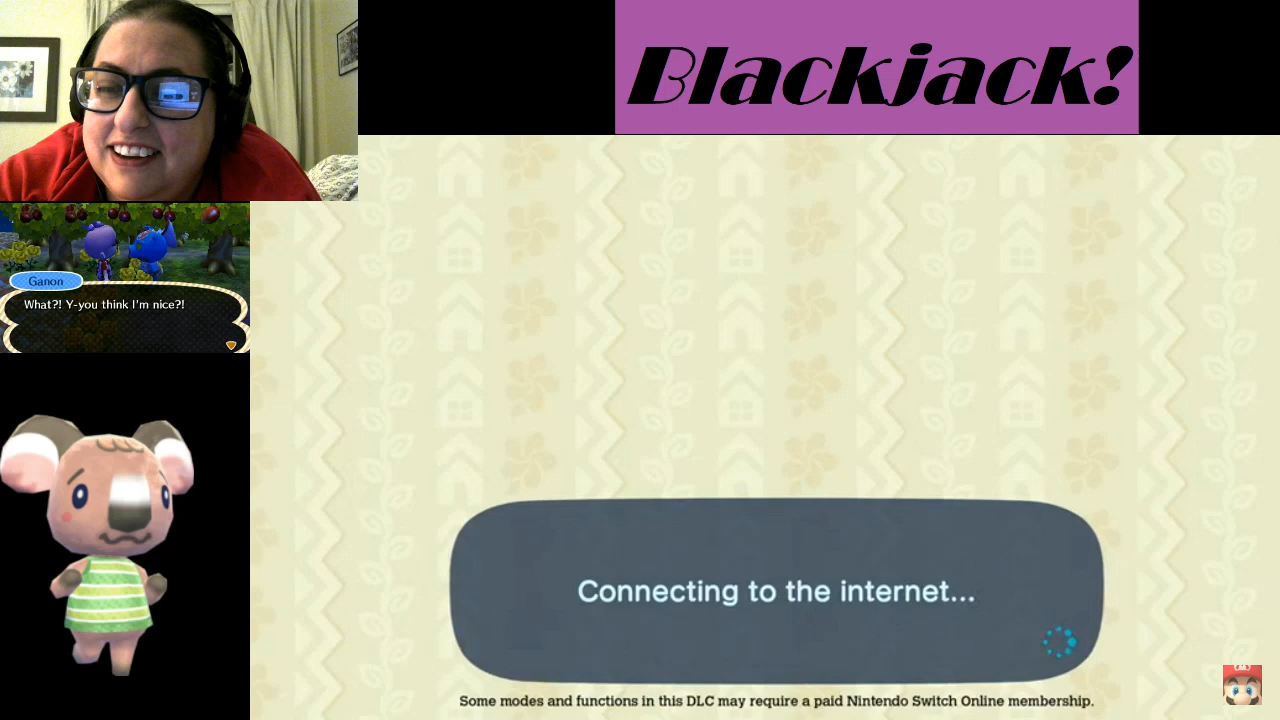 Blackjack!
Ganon
What?! Y-you think I'm nice?!
Connecting to the internet...
Some modes and functions in this DLC may require a paid Nintendo Switch Online membership.